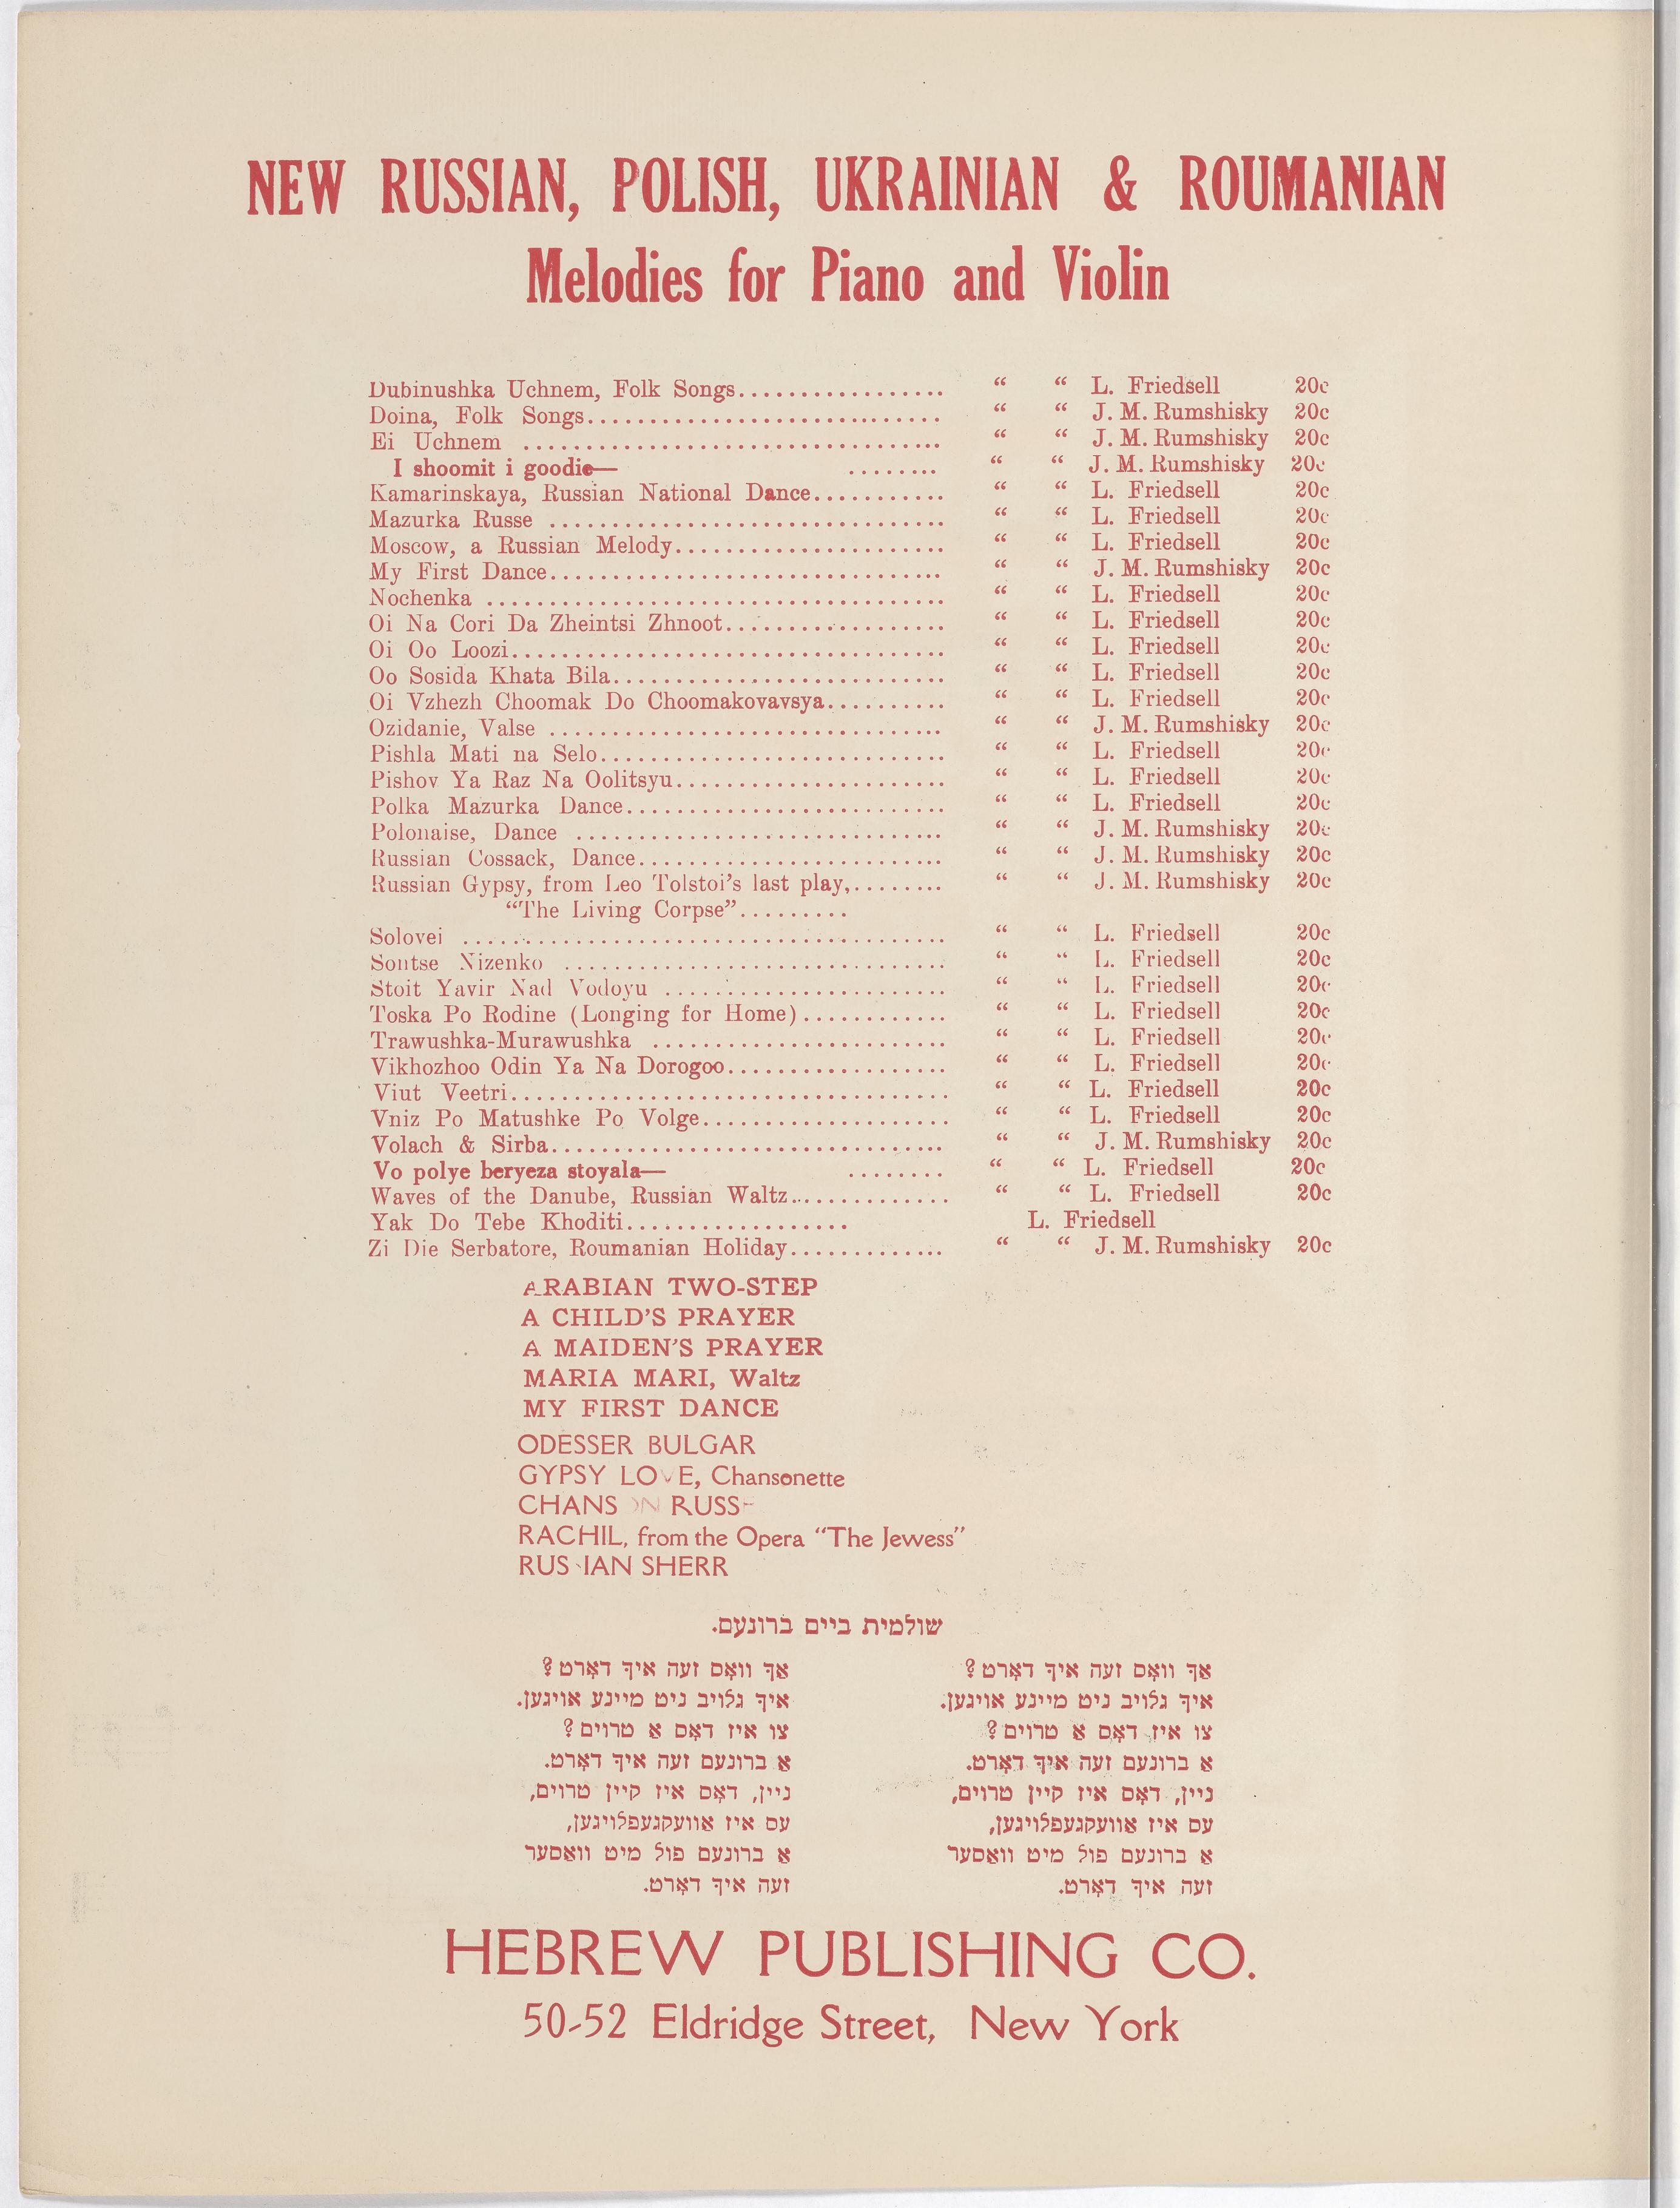 NEW RUSSIAN, POLISH, UKRAINIAN & ROUMANIAN
Melodies for Piano and Violin
Dubinushka Uchnem, Folk Songs.................. “ “ L. Friedsell 20c
Doina, Folk Songs............................. “ “ J. M. Rumshisky 20c
Ei Uchnem .................................. “ “ J. M. Rumshisky 20c
I shoomit i goodie— ........ “ “ J. M. Rumshisky 20c
Kamarinskaya, Russian National Dance........... “ “ L. Friedsell 20c
Mazurka Russe ................................ “ “ L. Friedsell 20c
Moscow, a Russian Melody...................... “ “ L. Friedsell 20c
My First Dance................................ “ “ J. M. Rumshisky 20c
Nochenka ..................................... “ “ L. Friedsell 20c
Oi Na Cori Da Zheintsi Zhnoot.................. “ “ L. Friedsell 20c
Oi Oo Loozi................................... “ “ L. Friedsell 20c
Oo Sosida Khata Bila........................... “ “ L. Friedsell 20c
Oi Vzhezh Choomak Do Choomakovavsya.......... “ “ L. Friedsell 20c
Ozidanie, Valse ................................ “ “ J. M. Rumshisky 20c
Pishla Mati na Selo............................ “ “ L. Friedsell 20c
Pishov Ya Raz Na Oolitsyu...................... “ “ L. Friedsell 20c
Polka Mazurka Dance.......................... “ “ L. Friedsell 20c
Polonaise, Dance .............................. “ “ J. M. Rumshisky 20c
Russian Cossack, Dance......................... “ “ J. M. Rumshisky 20c
Russian Gypsy, from Leo Tolstoi’s last play,........ “ “ J. M. Rumshisky 20c
“The Living Corpse”.........
Solovei ....................................... “ “ L. Friedsell 20c
Sontse Nizenko ............................... “ “ L. Friedsell 20c
Stoit Yavir Nad Vodoyu ....................... “ “ L. Friedsell 20c
Toska Po Rodine (Longing for Home)............ “ “ L. Friedsell 20c
Trawushka-Murawushka ........................ “ “ L. Friedsell 20c
Vikhozhoo Odin Ya Na Dorogoo.................. “ “ L. Friedsell 20c
Viut Veetri................................... “ “ L. Friedsell 20c
Vniz Po Matushke Po Volge.................... “ “ L. Friedsell 20c
Volach & Sirba................................ “ “ J. M. Rumshisky 20c
Vo polye beryeza stoyala— ........ “ “ L. Friedsell 20c
Waves of the Danube, Russian Waltz............. “ “ L. Friedsell 20c
Yak Do Tebe Khoditi.................. L. Friedsell
Zi Die Serbatore, Roumanian Holiday............. “ “ J. M. Rumshisky 20c
ARABIAN TWO-STEP
A CHILD’S PRAYER
A MAIDEN’S PRAYER
MARIA MARI, Waltz
MY FIRST DANCE
ODESSER BULGAR
GYPSY LOVE, Chansonette
CHANSON RUSSE
RACHIL, from the Opera “The Jewess”
RUSSIAN SHERR
שולמית ביים ברונעם.
אך וואָס זעה איך דאָרט?
איך גלויב ניט מיינע אויגען.
צו איז דאָס א טרוים?
א ברונעם זעה איך דאָרט.
ניין, דאָס איז קיין טרוים,
עס איז אוועקגעפלויגען,
א ברונעם פול מיט וואסער
זעה איך דאָרט.
אך וואָס זעה איך דאָרט?
איך גלויב ניט מיינע אויגען.
צו איז דאָס א טרוים?
א ברונעם זעה איך דאָרט.
ניין, דאָס איז קיין טרוים,
עס איז אוועקגעפלויגען,
א ברונעם פול מיט וואסער
זעה איך דאָרט.
HEBREW PUBLISHING CO.
50-52 Eldridge Street, New York